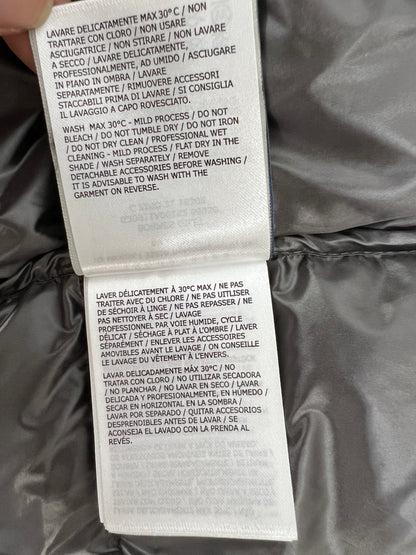 LAVARE DELICATAMENTE MAX 30°C / NON
TRATTARE CON CLORO / NON USARE
ASCIUGATRICE / NON STIRARE / NON LAVARE
A SECCO / LAVARE DELICATAMENTE,
PROFESSIONALMENTE, AD UMIDO / ASCIUGARE
IN PIANO IN OMBRA / LAVARE
SEPARATAMENTE / RIMUOVERE ACCESSORI
STACCABILI PRIMA DI LAVARE / SI CONSIGLIA
IL LAVAGGIO A CAPO ROVESCIATO.
WASH MAX 30°C - MILD PROCESS / DO NOT
BLEACH / DO NOT TUMBLE DRY / DO NOT IRON
/ DO NOT DRY CLEAN / PROFESSIONAL WET
CLEANING - MILD PROCESS / FLAT DRY IN THE
SHADE / WASH SEPARATELY / REMOVE
DETACHABLE ACCESSORIES BEFORE WASHING /
IT IS ADVISABLE TO WASH WITH THE
GARMENT ON REVERSE.
LAVER DÉLICATEMENT À 30°C MAX / NE PAS
TRAITER AVEC DU CHLORE / NE PAS UTLISER
DE SÉCHOIR À LINGE / NE PAS REPASSER / NE
PAS NETTOYER À SEC / LAVAGE
PROFESSIONNEL PAR VOIE HUMIDE, CYCLE
DÉLICAT / SÉCHAGE À PLAT À L'OMBRE / LAVER
SÉPARÉMENT / ENLEVER LES ACCESSOIRES
AMOVIBLES AVANT LE LAVAGE / ON CONSEILLE
LE LAVAGE DU VÊTEMENT À L'ENVERS.
LAVAR DELICADAMENTE MÁX 30°C / NO
TRATAR CON CLORO / NO UTILIZAR SECADORA
/ NO PLANCHAR / NO LAVAR EN SECO / LAVAR
DELICADA Y PROFESIONALMENTE, EN HÚMEDO /
SECAR EN HORIZONTAL EN LA SOMBRA /
LAVAR POR SEPARADO / QUITAR ACCESORIOS
DESPRENDIBLES ANTES DE LAVAR / SE
ACONSEJA EL LAVADO CON LA PRENDA AL
REVÉS.